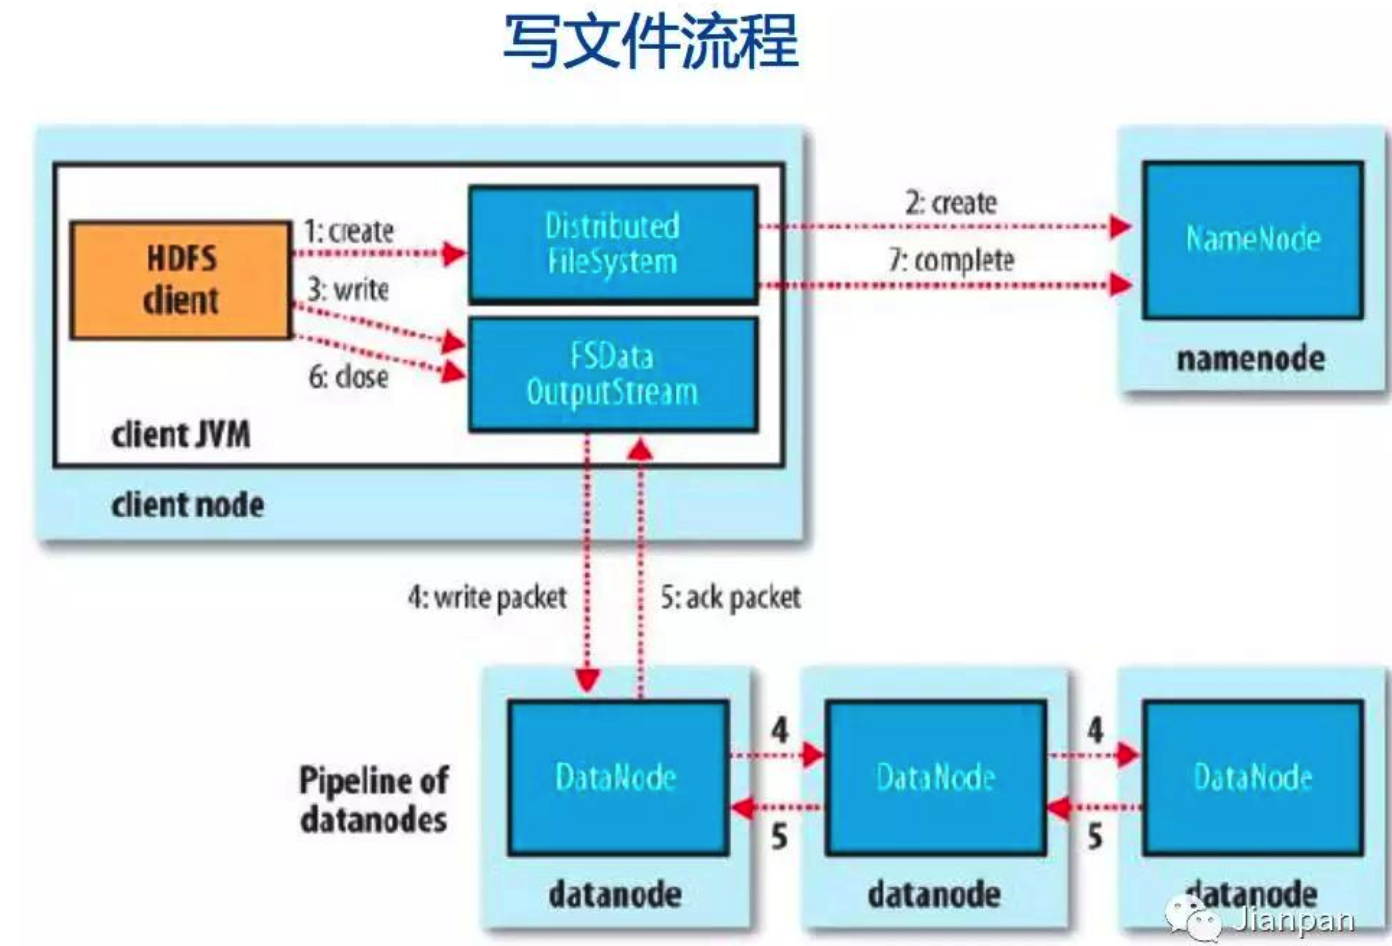 写文件流程
HDFS
client
1: create
3: write
6: close
Distributed
FileSystem
FSData
OutputStream
client JVM
client node
2: create
7: complete
NameNode
namenode
4: write packet
5: ack packet
Pipeline of
datanodes
DataNode
datanode
4
5
DataNode
datanode
4
5
DataNode
datanode
Jianpan